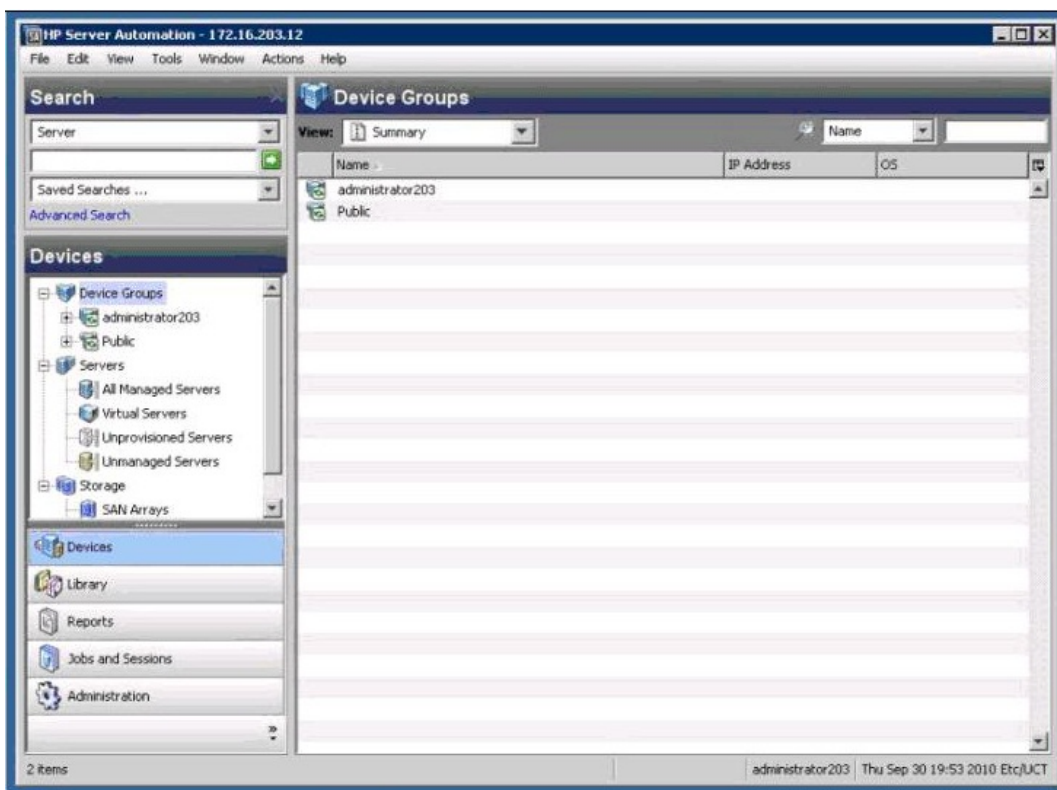 HP Server Automation - 172.16.203.12
File Edit View Tools Window Actions Help
Search
Server
Saved Searches ...
Advanced Search
Devices
Device Groups
administrator203
Public
Servers
All Managed Servers
Virtual Servers
Unprovisioned Servers
Unmanaged Servers
Storage
SAN Arrays
Devices
Library
Reports
Jobs and Sessions
Administration
Device Groups
View: Summary Name
Name IP Address OS
administrator203
Public
2 items administrator203 Thu Sep 30 19:53 2010 Etc/UCT